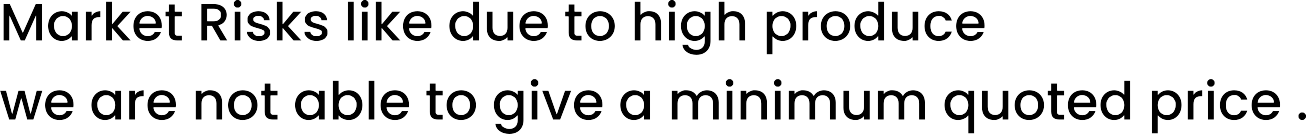 Market Risks like due to high produce
we are not able to give a minimum quoted price .